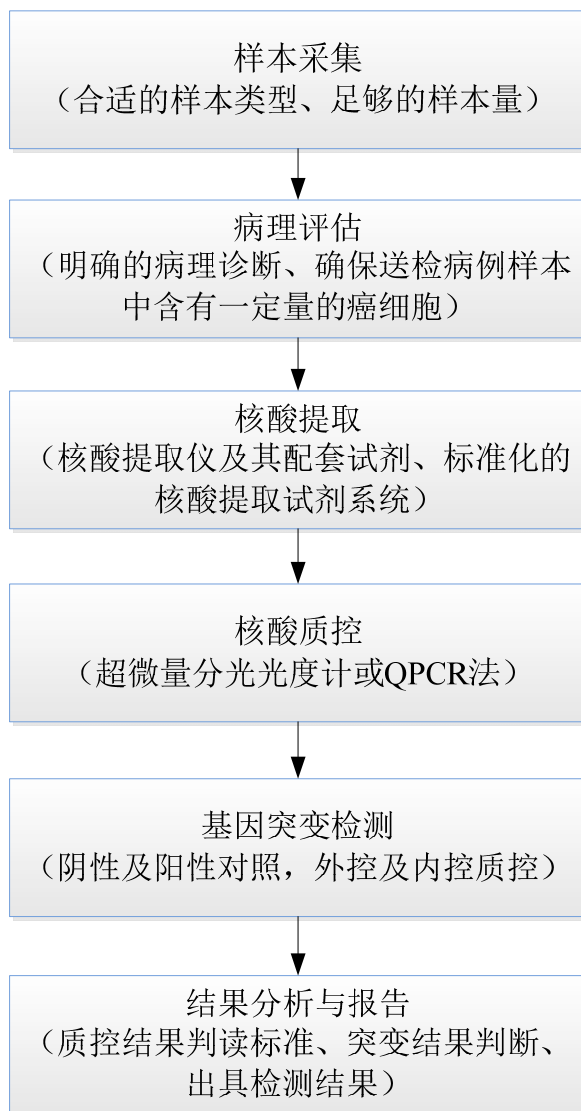 样本采集
（合适的样本类型、足够的样本量）
病理评估
（明确的病理诊断、确保送检病例样本
中含有一定量的癌细胞）
核酸提取
（核酸提取仪及其配套试剂、标准化的
核酸提取试剂系统）
核酸质控
（超微量分光光度计或QPCR法）
基因突变检测
（阴性及阳性对照，外控及内控质控）
结果分析与报告
（质控结果判读标准、突变结果判断、
出具检测结果）